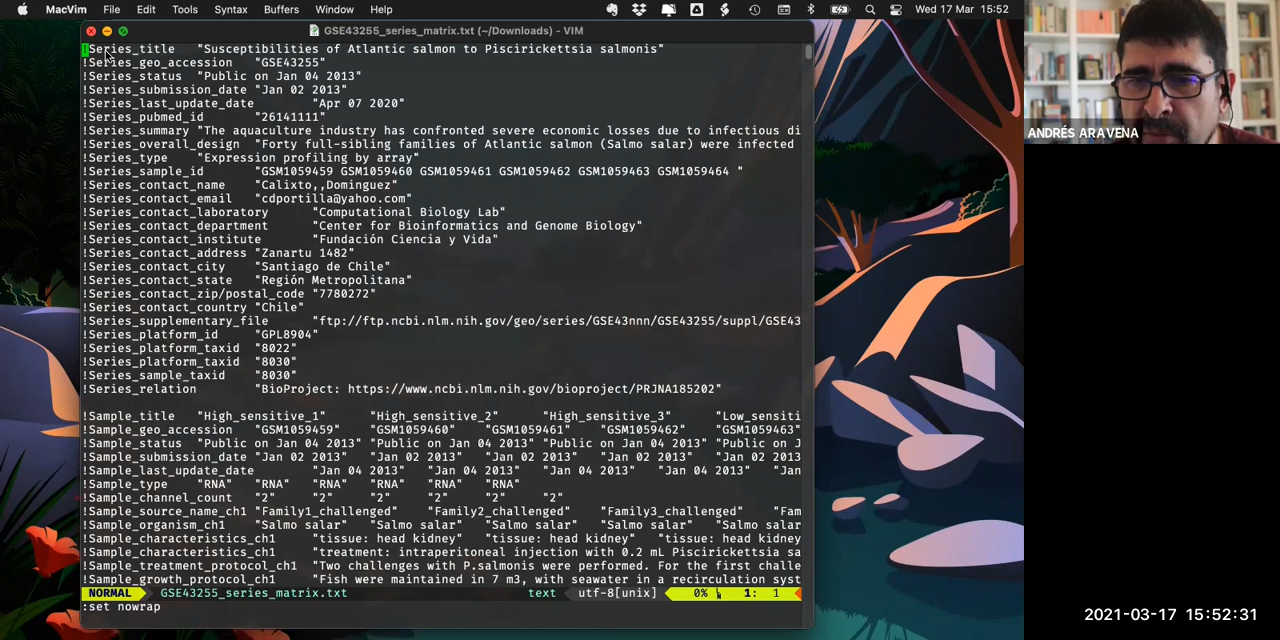 MacVim File Edit Tools Syntax Buffers Window Help Wed 17 Mar 15:52
GSE43255_series_matrix.txt (~/Downloads) - VIM
!Series_title "Susceptibilities of Atlantic salmon to Piscirickettsia salmonis"
!Series_geo_accession "GSE43255"
!Series_status "Public on Jan 04 2013"
!Series_submission_date "Jan 02 2013"
!Series_last_update_date "Apr 07 2020"
!Series_pubmed_id "26141111"
!Series_summary "The aquaculture industry has confronted severe economic losses due to infectious di
!Series_overall_design "Forty full-sibling families of Atlantic salmon (Salmo salar) were infected
!Series_type "Expression profiling by array"
!Series_sample_id "GSM1059459 GSM1059460 GSM1059461 GSM1059462 GSM1059463 GSM1059464 "
!Series_contact_name "Calixto,,Dominguez"
!Series_contact_email "cdportilla@yahoo.com"
!Series_contact_laboratory "Computational Biology Lab"
!Series_contact_department "Center for Bioinformatics and Genome Biology"
!Series_contact_institute "Fundación Ciencia y Vida"
!Series_contact_address "Zanartu 1482"
!Series_contact_city "Santiago de Chile"
!Series_contact_state "Región Metropolitana"
!Series_contact_zip/postal_code "7780272"
!Series_contact_country "Chile"
!Series_supplementary_file "ftp://ftp.ncbi.nlm.nih.gov/geo/series/GSE43nnn/GSE43255/suppl/GSE43
!Series_platform_id "GPL8904"
!Series_platform_taxid "8022"
!Series_platform_taxid "8030"
!Series_sample_taxid "8030"
!Series_relation "BioProject: https://www.ncbi.nlm.nih.gov/bioproject/PRJNA185202"
!Sample_title "High_sensitive_1" "High_sensitive_2" "High_sensitive_3" "Low_sensiti
!Sample_geo_accession "GSM1059459" "GSM1059460" "GSM1059461" "GSM1059462" "GSM1059463"
!Sample_status "Public on Jan 04 2013" "Public on Jan 04 2013" "Public on Jan 04 2013" "Public on J
!Sample_submission_date "Jan 02 2013" "Jan 02 2013" "Jan 02 2013" "Jan 02 2013" "Jan 02 2013
!Sample_last_update_date "Jan 04 2013" "Jan 04 2013" "Jan 04 2013" "Jan 04 2013" "Jan
!Sample_type "RNA" "RNA" "RNA" "RNA" "RNA" "RNA"
!Sample_channel_count "2" "2" "2" "2" "2" "2"
!Sample_source_name_ch1 "Family1_challenged" "Family2_challenged" "Family3_challenged" "Fam
!Sample_organism_ch1 "Salmo salar" "Salmo salar" "Salmo salar" "Salmo salar" "Salmo salar
!Sample_characteristics_ch1 "tissue: head kidney" "tissue: head kidney" "tissue: head kidney
!Sample_characteristics_ch1 "treatment: intraperitoneal injection with 0.2 mL Piscirickettsia sa
!Sample_treatment_protocol_ch1 "Two challenges with P.salmonis were performed. For the first challe
!Sample_growth_protocol_ch1 "Fish were maintained in 7 m3, with seawater in a recirculation syst
NORMAL GSE43255_series_matrix.txt text utf-8[unix] 0% 1: 1
:set nowrap
ANDRÉS ARAVENA
2021-03-17 15:52:31